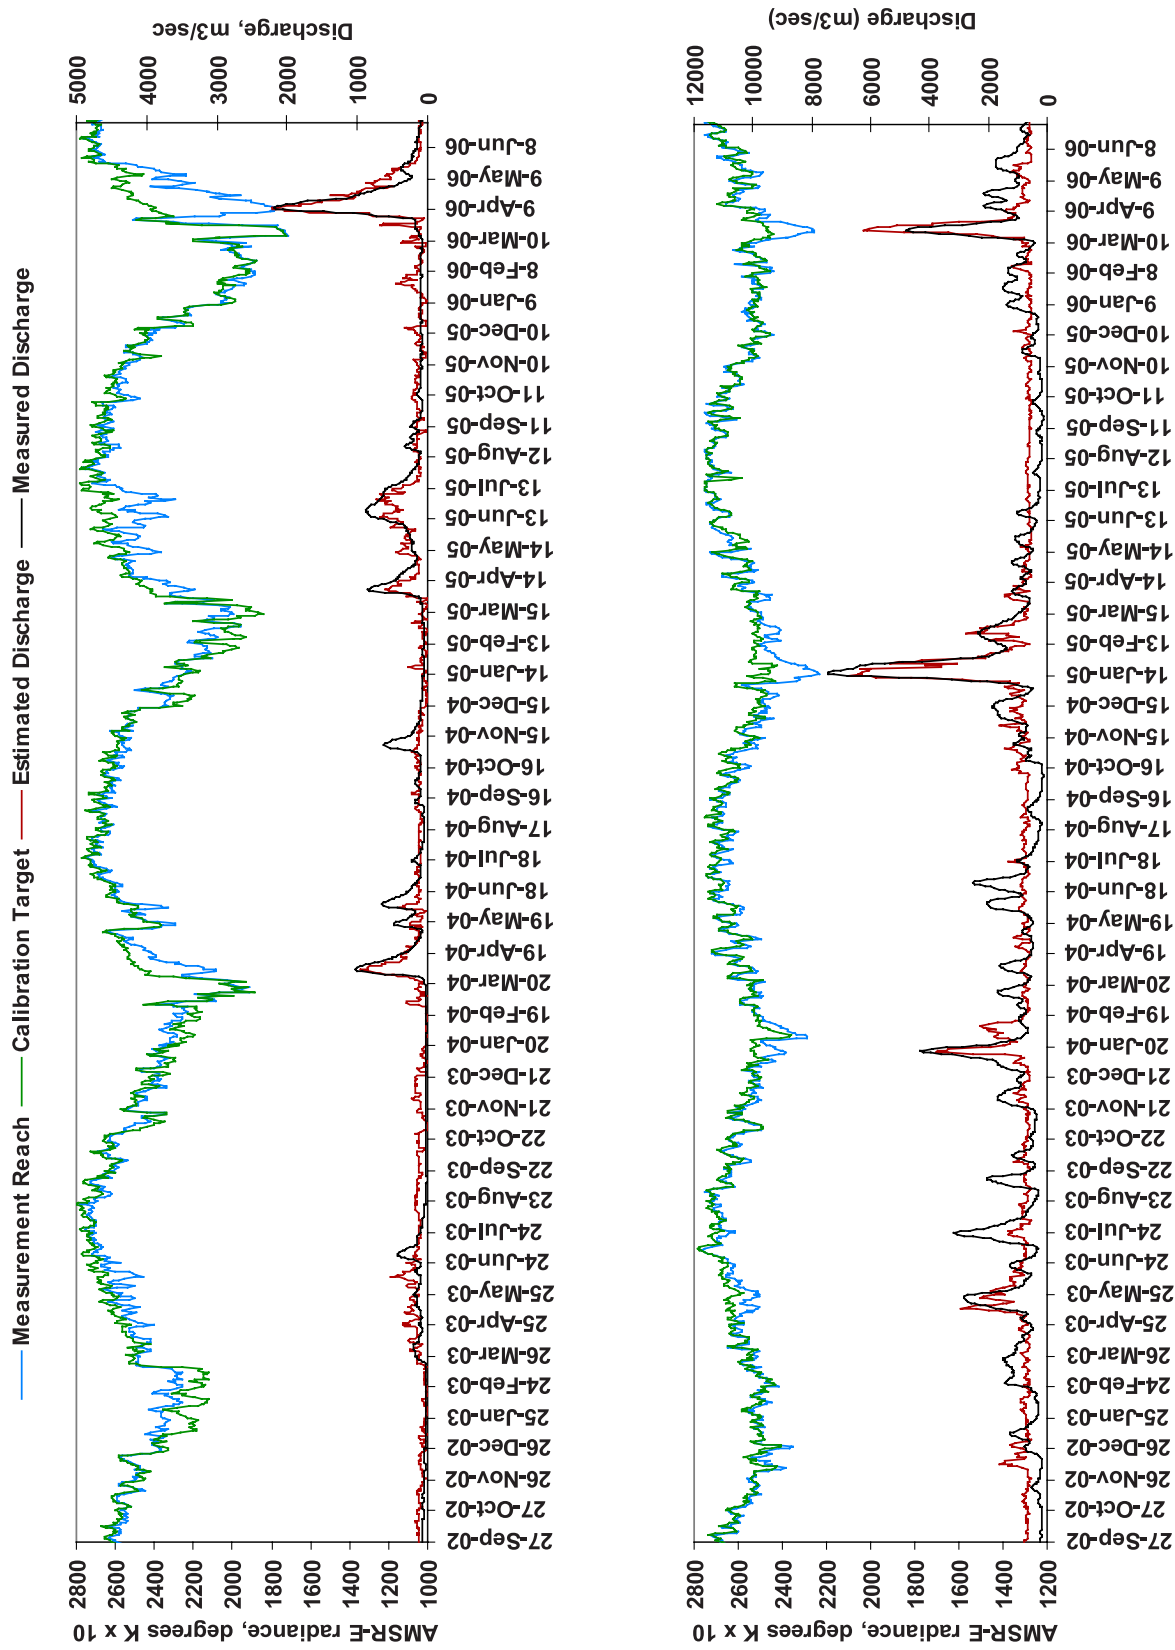 Measurement Reach Calibration Target Estimated Discharge Measured Discharge
AMSR-E radiance, degrees K x 10
2800
2600
2400
2200
2000
1800
1600
1400
1200
1000
Discharge, m3/sec
5000
4000
3000
2000
1000
0
27-Sep-02
27-Oct-02
26-Nov-02
26-Dec-02
25-Jan-03
24-Feb-03
26-Mar-03
25-Apr-03
25-May-03
24-Jun-03
24-Jul-03
23-Aug-03
22-Sep-03
22-Oct-03
21-Nov-03
21-Dec-03
20-Jan-04
19-Feb-04
20-Mar-04
19-Apr-04
19-May-04
18-Jun-04
18-Jul-04
17-Aug-04
16-Sep-04
16-Oct-04
15-Nov-04
15-Dec-04
14-Jan-05
13-Feb-05
15-Mar-05
14-Apr-05
14-May-05
13-Jun-05
13-Jul-05
12-Aug-05
11-Sep-05
11-Oct-05
10-Nov-05
10-Dec-05
9-Jan-06
8-Feb-06
10-Mar-06
9-Apr-06
9-May-06
8-Jun-06
AMSR-E radiance, degrees K x 10
2800
2400
2000
1600
1200
Discharge (m3/sec)
12000
10000
8000
6000
4000
2000
0
27-Sep-02
27-Oct-02
26-Nov-02
26-Dec-02
25-Jan-03
24-Feb-03
26-Mar-03
25-Apr-03
25-May-03
24-Jun-03
24-Jul-03
23-Aug-03
22-Sep-03
22-Oct-03
21-Nov-03
21-Dec-03
20-Jan-04
19-Feb-04
20-Mar-04
19-Apr-04
19-May-04
18-Jun-04
18-Jul-04
17-Aug-04
16-Sep-04
16-Oct-04
15-Nov-04
15-Dec-04
14-Jan-05
13-Feb-05
15-Mar-05
14-Apr-05
14-May-05
13-Jun-05
13-Jul-05
12-Aug-05
11-Sep-05
11-Oct-05
10-Nov-05
10-Dec-05
9-Jan-06
8-Feb-06
10-Mar-06
9-Apr-06
9-May-06
8-Jun-06